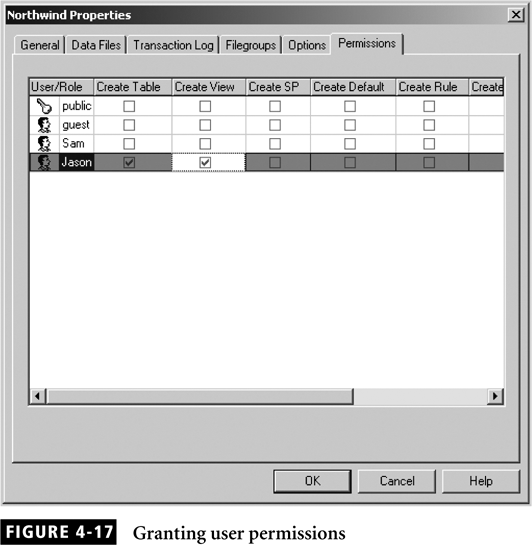 Northwind Properties
General Data Files Transaction Log Filegroups Options Permissions
User/Role Create Table Create View Create SP Create Default Create Rule Create
public
guest
Sam
Jason
OK Cancel Help
FIGURE 4-17 Granting user permissions